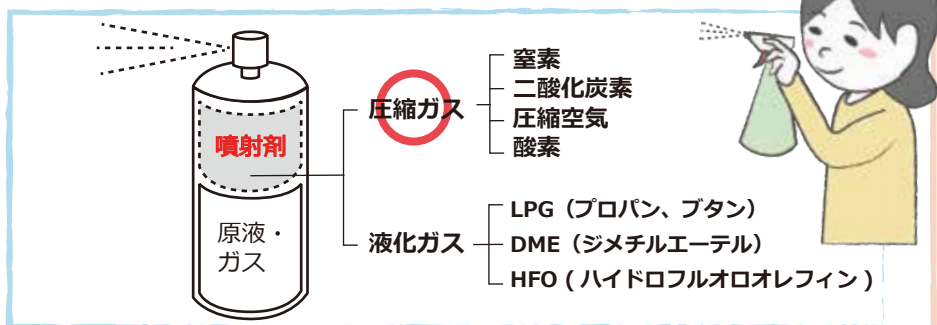 噴射剤
原液・
ガス
圧縮ガス
窒素
二酸化炭素
圧縮空気
酸素
液化ガス
LPG(プロパン、ブタン)
DME(ジメチルエーテル)
HFO ( ハイドロフルオロオレフィン )